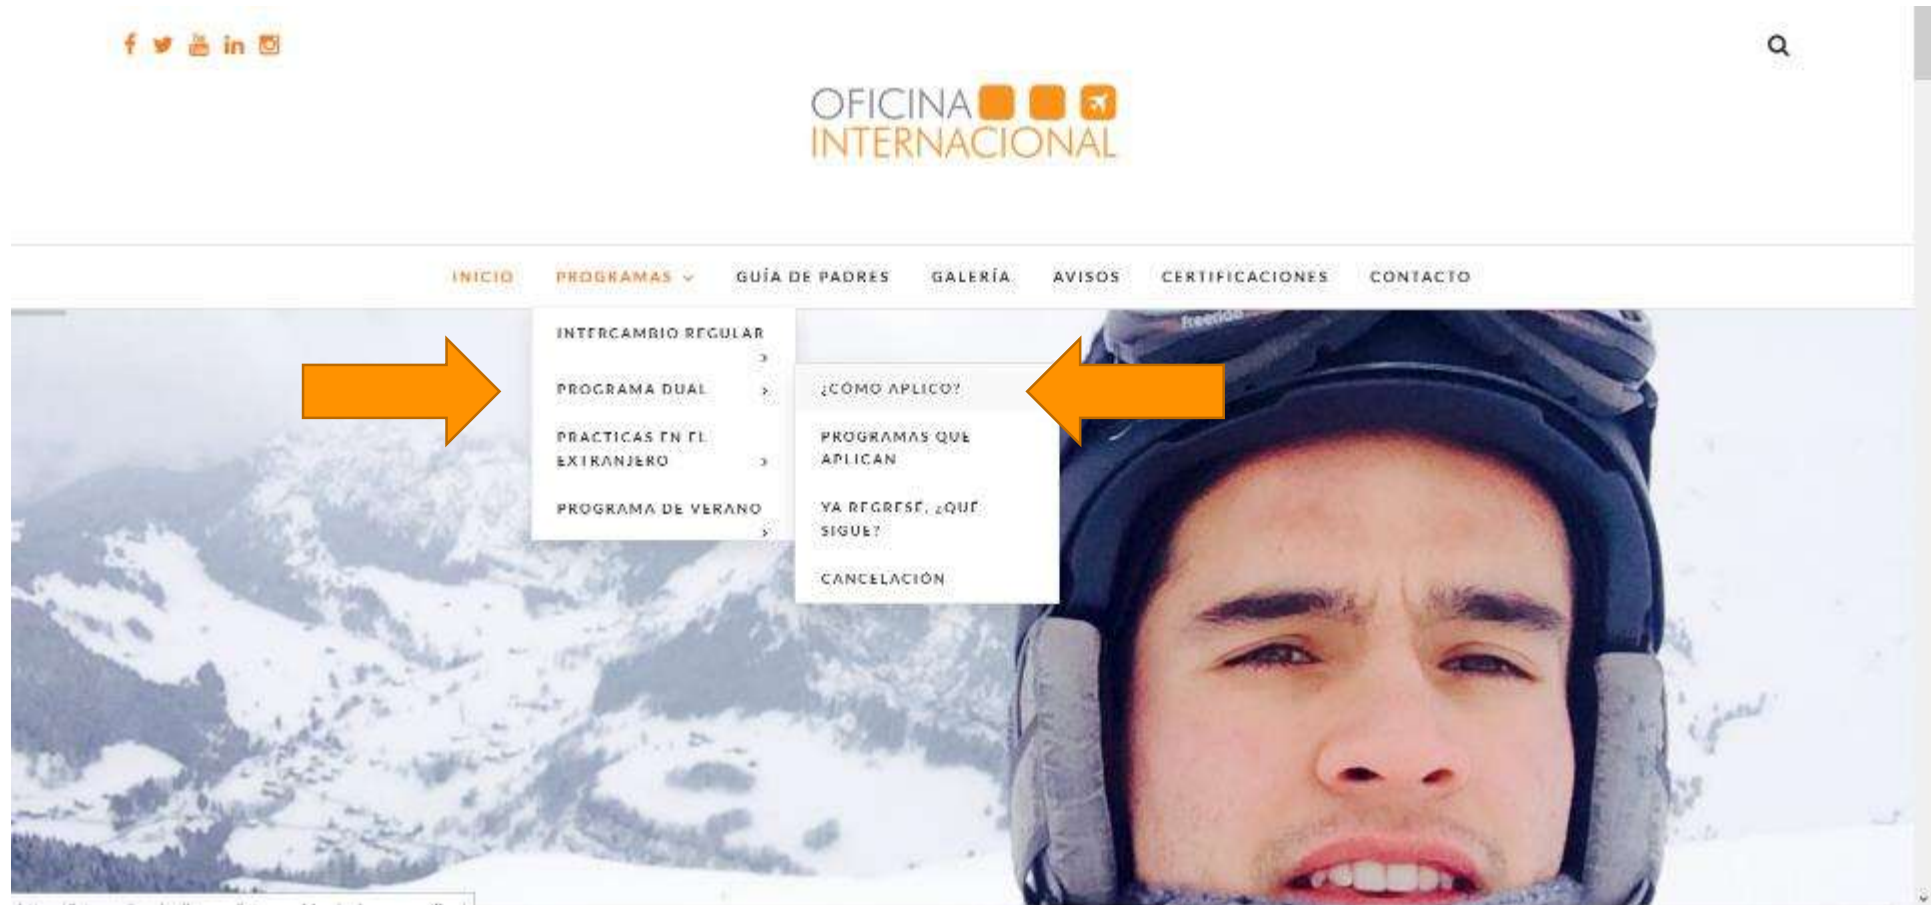 OFICINA
INTERNACIONAL
INICIO PROGRAMAS GUÍA DE PADRES GALERÍA AVISOS CERTIFICACIONES CONTACTO
INTERCAMBIO REGULAR
PROGRAMA DUAL
PRACTICAS EN EL
EXTRANJERO
PROGRAMA DE VERANO
¿CÓMO APLICO?
PROGRAMAS QUE
APLICAN
YA REGRESÉ, ¿QUÉ
SIGUE?
CANCELACIÓN
freeride